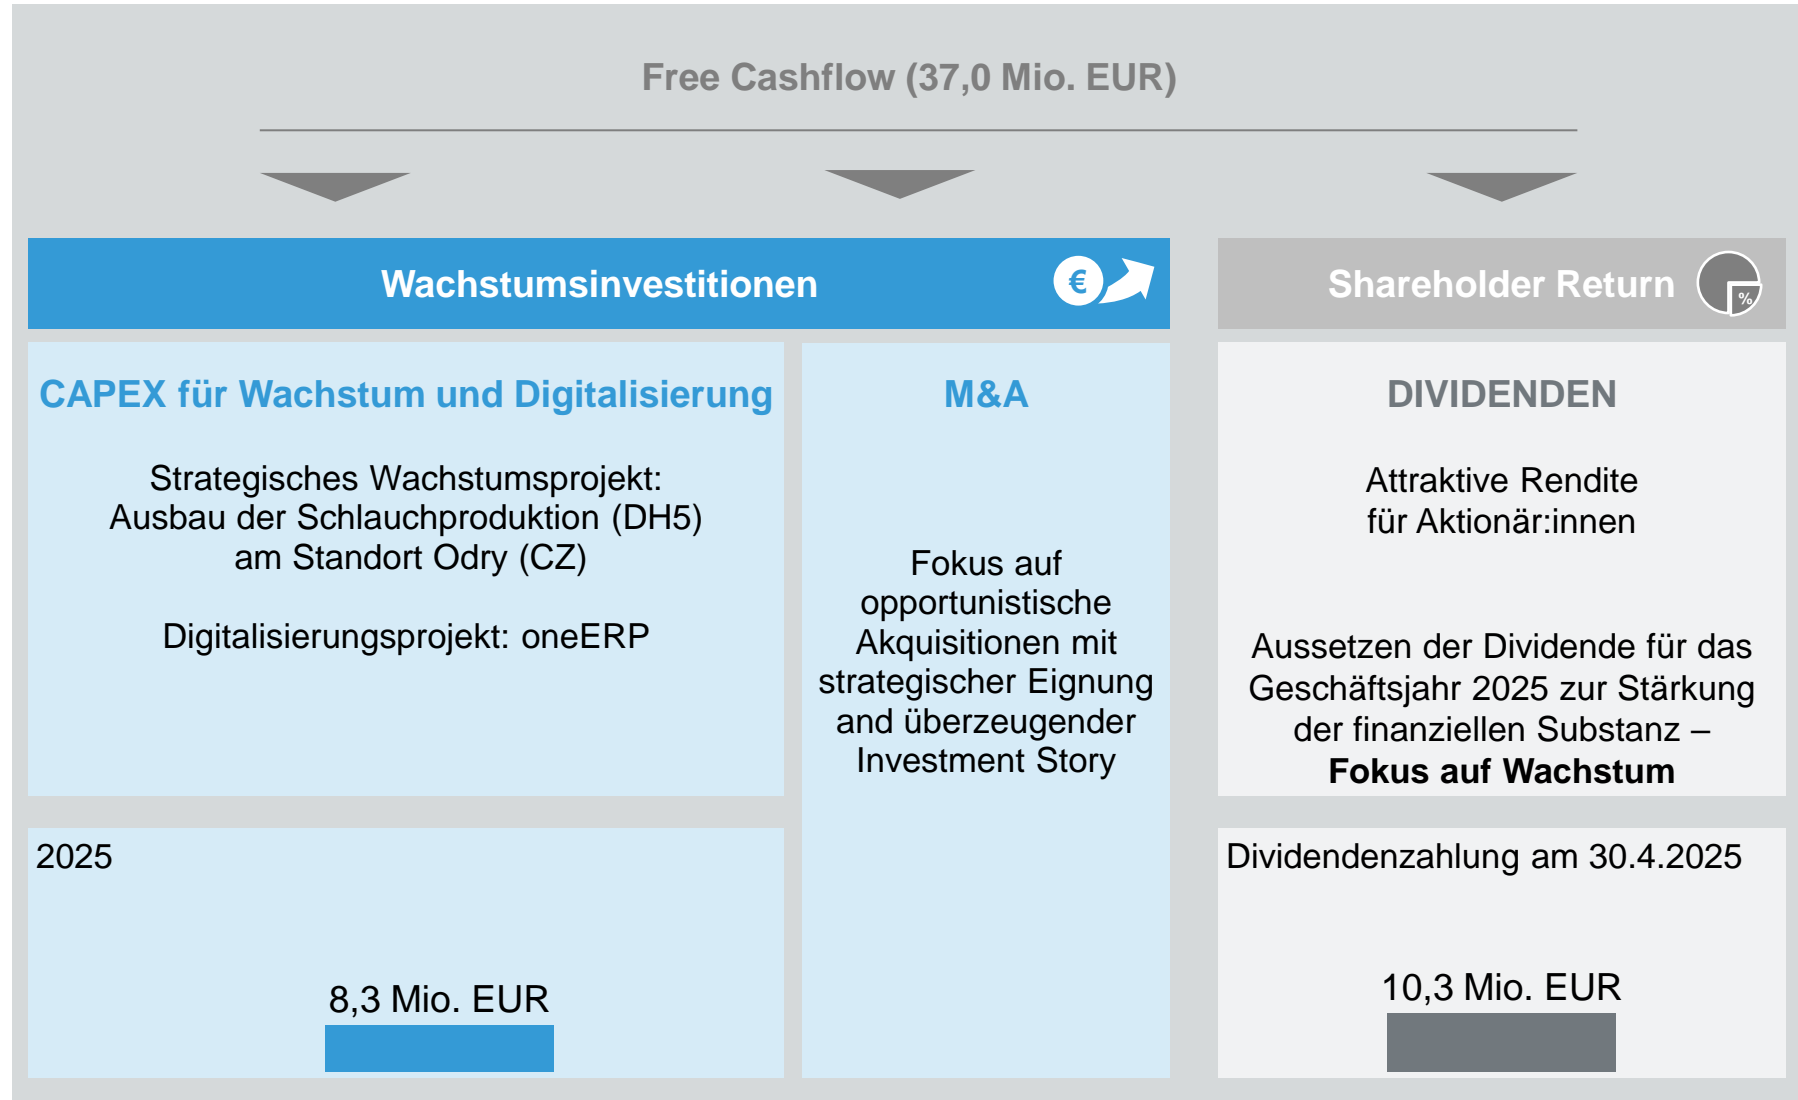 Free Cashflow (37,0 Mio. EUR)
Wachstumsinvestitionen
€
Shareholder Return
%
CAPEX für Wachstum und Digitalisierung
Strategisches Wachstumsprojekt:
Ausbau der Schlauchproduktion (DH5)
am Standort Odry (CZ)
Digitalisierungsprojekt: oneERP
M&A
Fokus auf
opportunistische
Akquisitionen mit
strategischer Eignung
and überzeugender
Investment Story
DIVIDENDEN
Attraktive Rendite
für Aktionär:innen
Aussetzen der Dividende für das
Geschäftsjahr 2025 zur Stärkung
der finanziellen Substanz –
Fokus auf Wachstum
2025
8,3 Mio. EUR
Dividendenzahlung am 30.4.2025
10,3 Mio. EUR